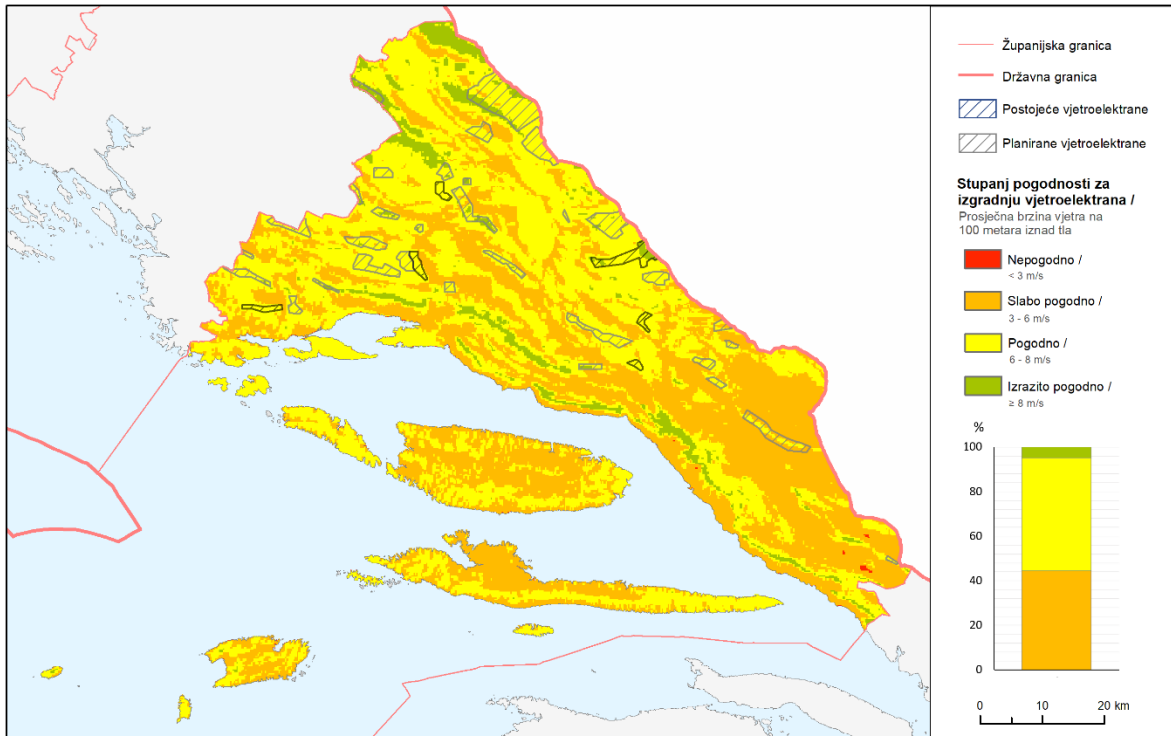 Županijska granica
Državna granica
Postojeće vjetroelektrane
Planirane vjetroelektrane
Stupanj pogodnosti za
izgradnju vjetroelektrana /
Prosječna brzina vjetra na
100 metara iznad tla
Nepogodno /
< 3 m/s
Slabo pogodno /
3 - 6 m/s
Pogodno /
6 - 8 m/s
Izrazito pogodno /
≥ 8 m/s
%
100
80
60
40
20
0
0 10 20 km